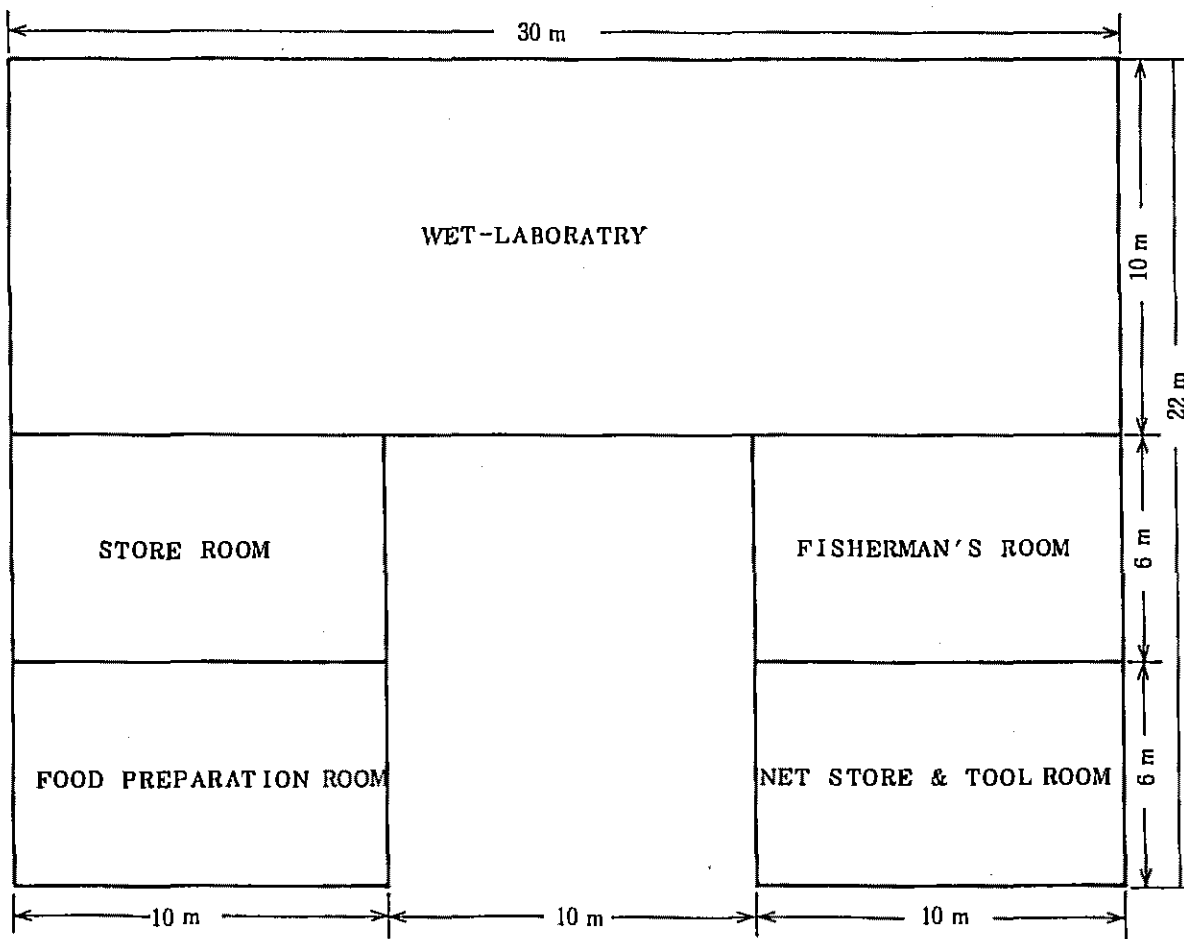 30 m
WET-LABORATRY
10 m
22 m
STORE ROOM
FISHERMAN'S ROOM
6 m
FOOD PREPARATION ROOM
NET STORE & TOOL ROOM
6 m
10 m
10 m
10 m